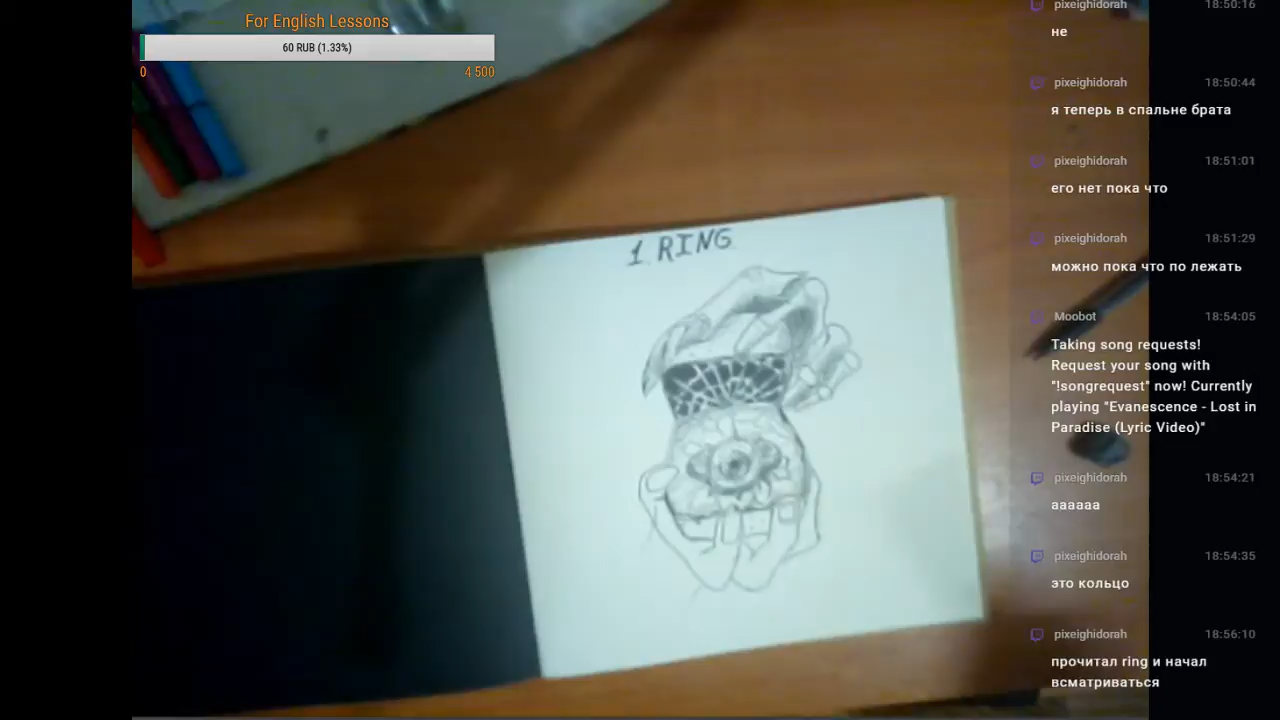 For English Lessons
60 RUB (1.33%)
0
4 500
1. RING
pixeighidorah 18:50:16
не
pixeighidorah 18:50:44
я теперь в спальне брата
pixeighidorah 18:51:01
его нет пока что
pixeighidorah 18:51:29
можно пока что по лежать
Moobot 18:54:05
Taking song requests!
Request your song with
"!songrequest" now! Currently
playing "Evanescence - Lost in
Paradise (Lyric Video)"
pixeighidorah 18:54:21
аааааа
pixeighidorah 18:54:35
это кольцо
pixeighidorah 18:56:10
прочитал ring и начал
всматриваться